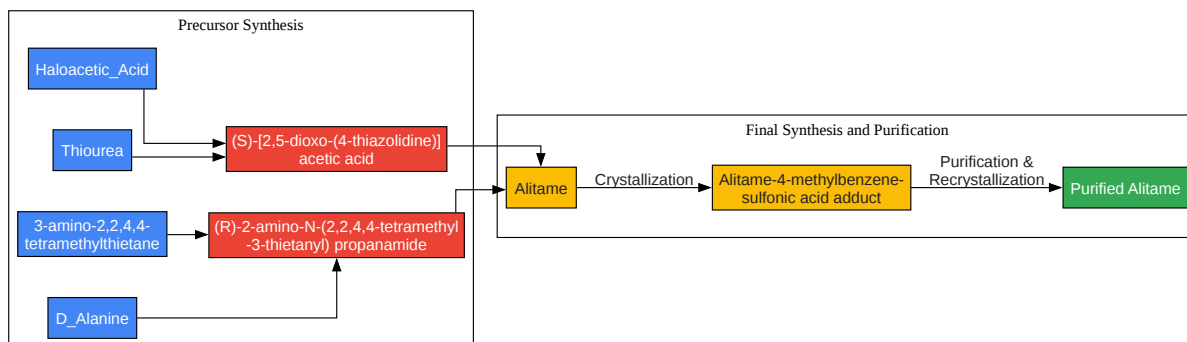 Precursor Synthesis
Haloacetic_Acid
Thiourea
(S)-[2,5-dioxo-(4-thiazolidine)]
acetic acid
3-amino-2,2,4,4-
tetramethylthietane
(R)-2-amino-N-(2,2,4,4-tetramethyl
-3-thietanyl) propanamide
D_Alanine
Final Synthesis and Purification
Alitame
Crystallization
Alitame-4-methylbenzene-
sulfonic acid adduct
Purification &
Recrystallization
Purified Alitame